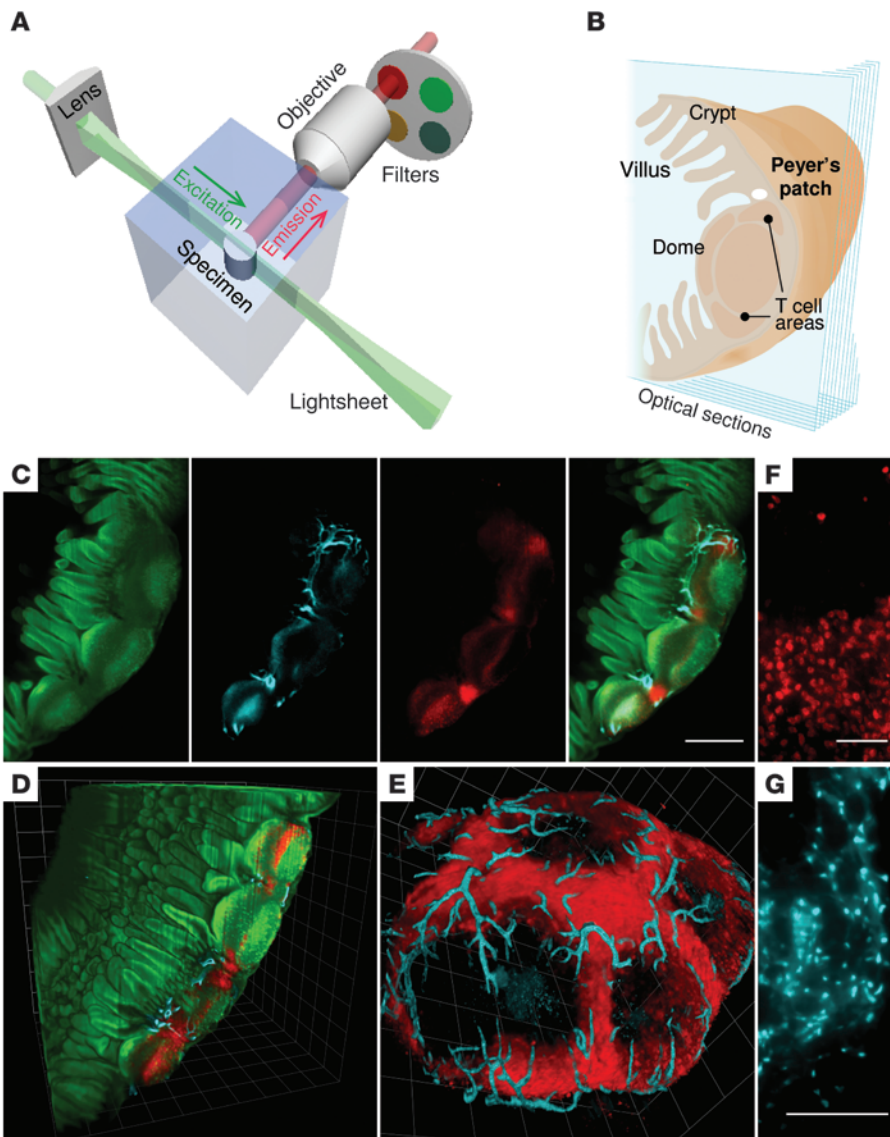 A
Lens
Objective
Filters
Excitation
Emission
Specimen
Lightsheet
B
Crypt
Villus
Peyer's
patch
Dome
T cell
areas
Optical sections
C
F
D
E
G